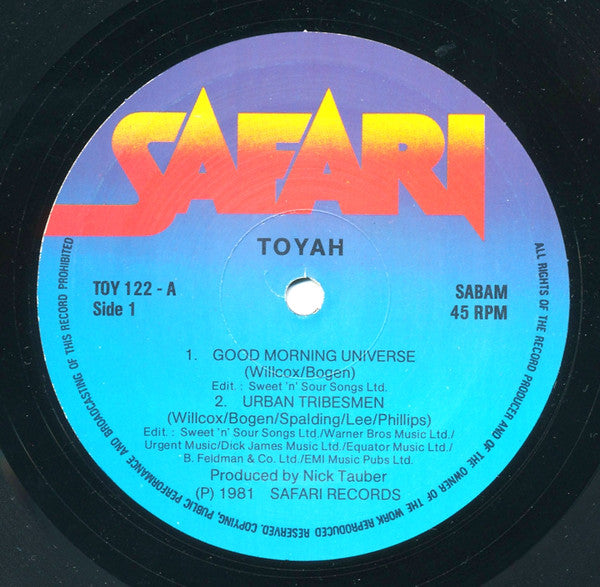 SAFARI
TOYAH
TOY 122 - A
Side 1
SABAM
45 RPM
1. GOOD MORNING UNIVERSE
(Willcox/Bogen)
Edit. : Sweet 'n' Sour Songs Ltd.
2. URBAN TRIBESMEN
(Willcox/Bogen/Spalding/Lee/Phillips)
Edit. : Sweet 'n' Sour Songs Ltd./Warner Bros Music Ltd./
Urgent Music/Dick James Music Ltd./Equator Music Ltd./
B. Feldman & Co. Ltd./EMI Music Pubs Ltd.
Produced by Nick Tauber
(P) 1981 SAFARI RECORDS
ALL RIGHTS OF THE RECORD PRODUCER AND OF THE OWNER OF THE WORK REPRODUCED RESERVED. COPYING, PUBLIC PERFORMANCE AND BROADCASTING OF THIS RECORD PROHIBITED